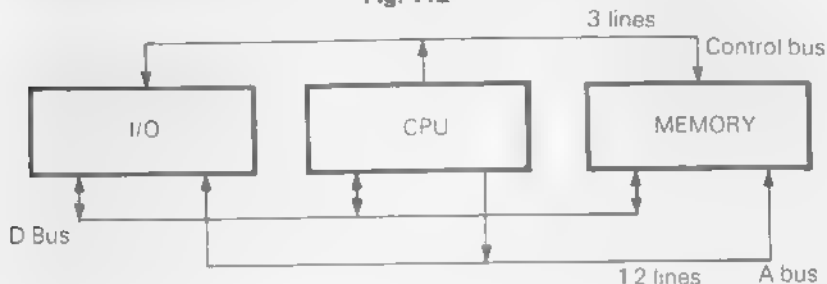 3 lines
Control bus
I/O
CPU
MEMORY
D Bus
12 lines
A bus